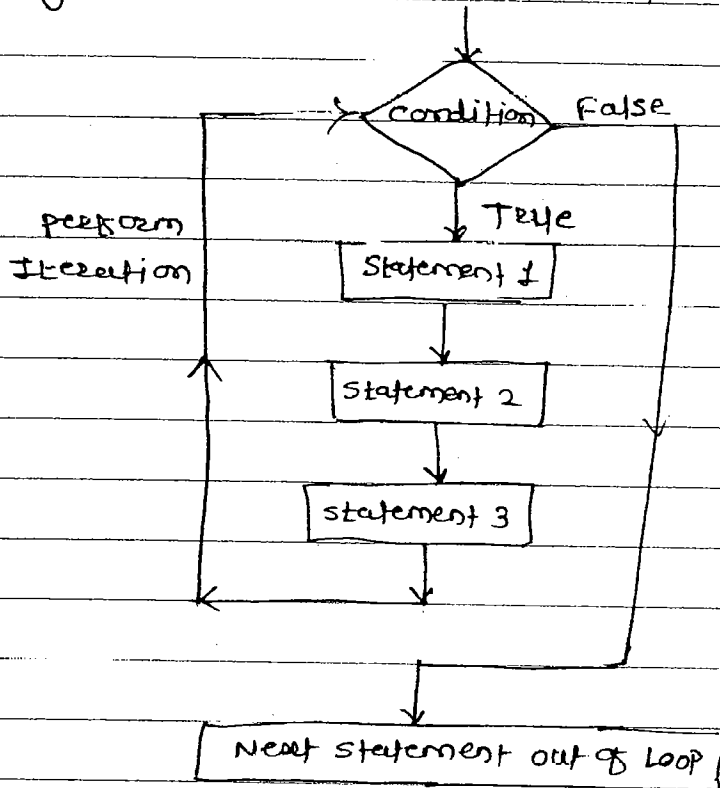 condition
False
True
perform
Iteration
Statement 1
Statement 2
statement 3
Next statement out of Loop